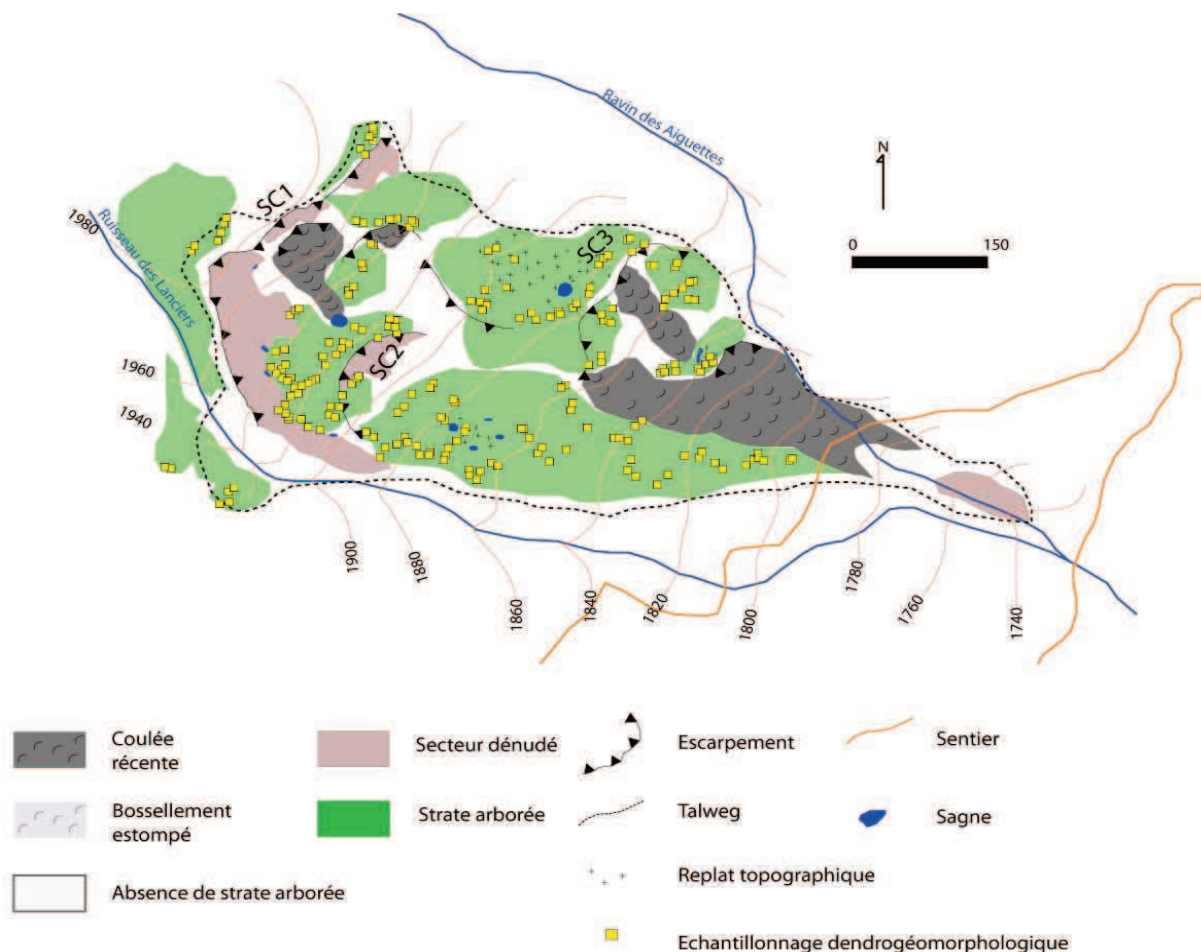 Ravin des Aiguettes
N
SC1
1980
Ruisseau des Lanciers
SC3
0 150
SC2
1960
1940
1900
1880
1860
1840
1820
1800
1780
1760
1740
Coulée
récente
Secteur dénudé
Escarpement
Sentier
Bossellement
estompé
Strate arborée
Talweg
Sagne
Absence de strate arborée
Replat topographique
Echantillonnage dendrogéomorphologique